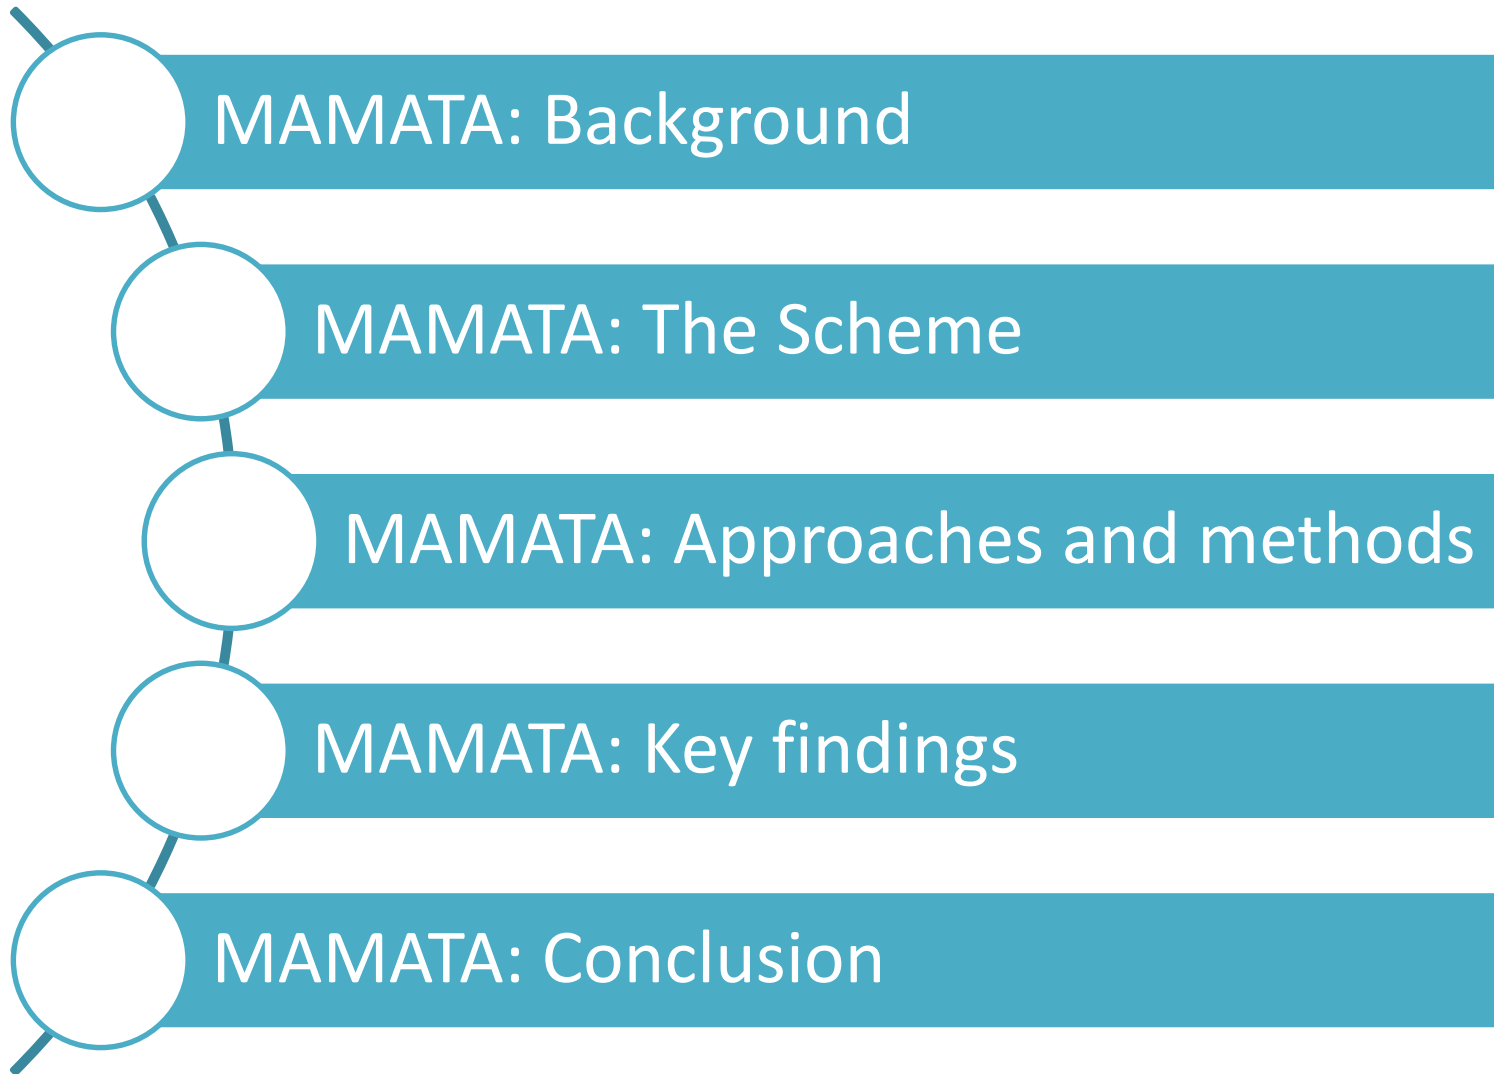 MAMATA: Background
MAMATA: The Scheme
MAMATA: Approaches and methods
MAMATA: Key findings
MAMATA: Conclusion